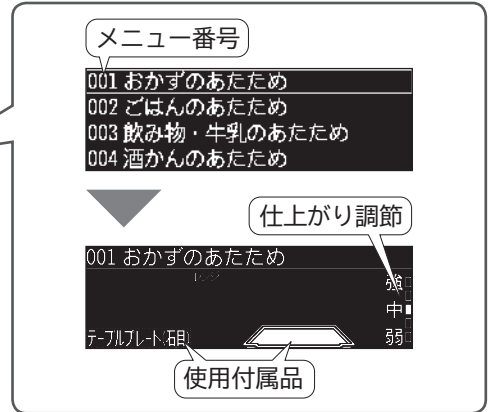 メニュー番号
001 おかずのあたため
002 ごはんのあたため
003 飲み物・牛乳のあたため
004 酒かんのあたため
仕上がり調節
001 おかずのあたため
レンジ
強
中
テーブルプレート(石目)
弱
使用付属品